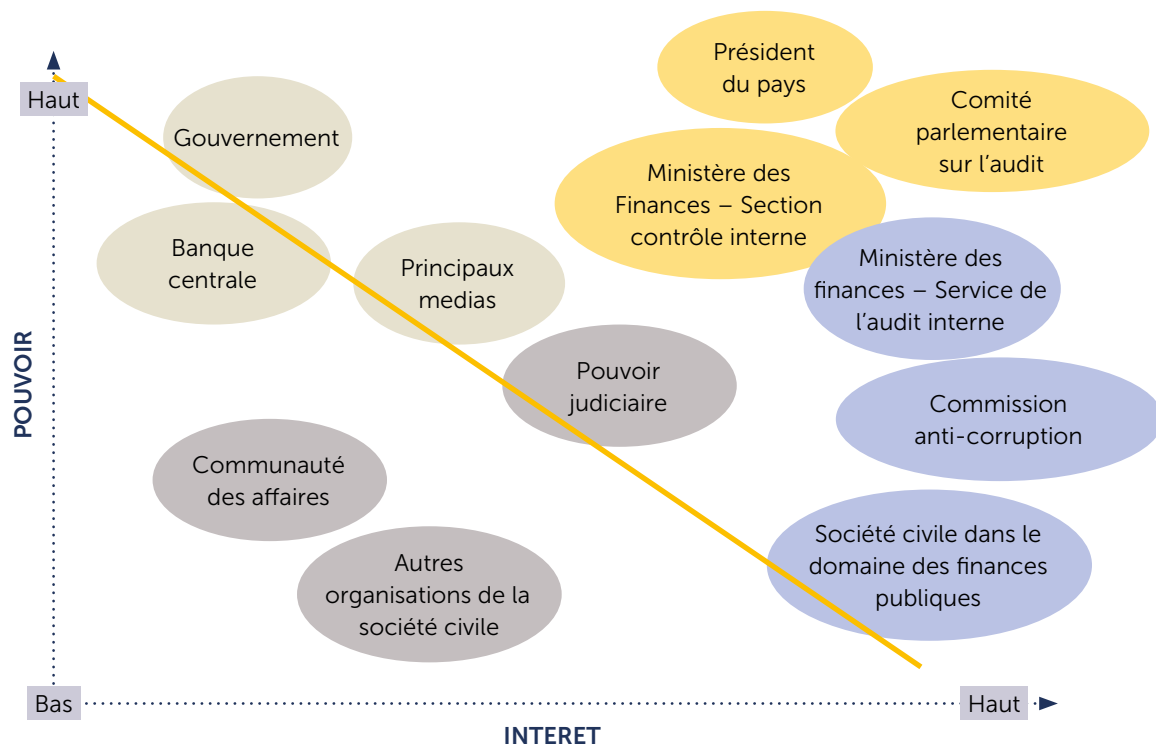 Haut
Président
du pays
Comité
parlementaire
sur l'audit
Gouvernement
Ministère des
Finances – Section
contrôle interne
Banque
centrale
Principaux
medias
Ministère des
finances – Service de
l'audit interne
POUVOIR
Pouvoir
judiciaire
Commission
anti-corruption
Communauté
des affaires
Autres
organisations de la
société civile
Société civile dans le
domaine des finances
publiques
Bas
Haut
INTERET